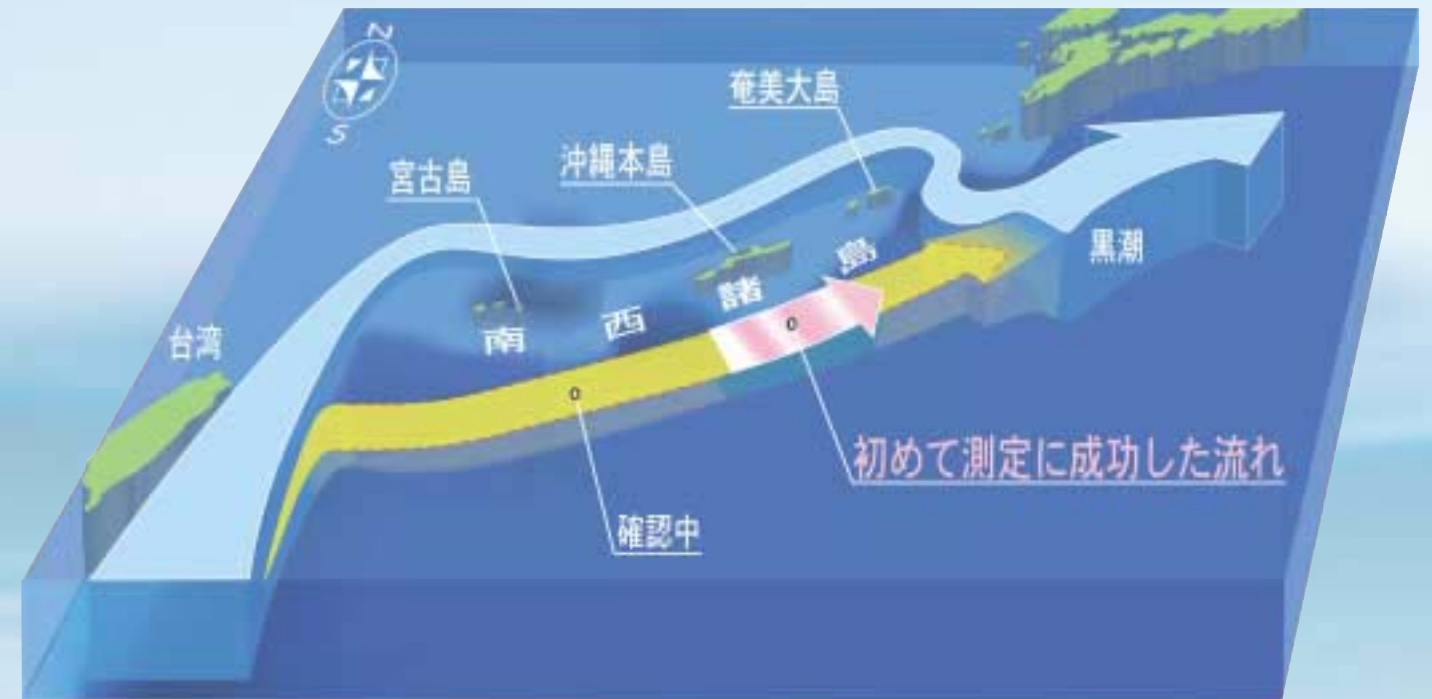 N
S
奄美大島
沖縄本島
宮古島
南西諸島
黒潮
台湾
初めて測定に成功した流れ
確認中